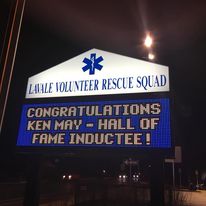 LAVALE VOLUNTEER RESCUE SQUAD
CONGRATULATIONS
KEN MAY - HALL OF
FAME INDUCTEE!